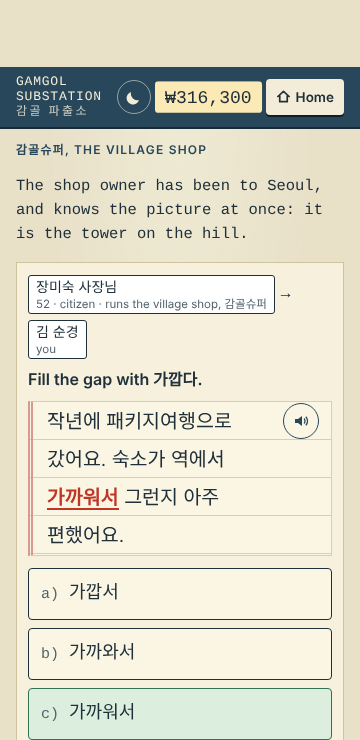 GAMGOL
SUBSTATION
감골 파출소
₩316,300
Home
감골슈퍼, THE VILLAGE SHOP
The shop owner has been to Seoul,
and knows the picture at once: it
is the tower on the hill.
장미숙 사장님
52 · citizen · runs the village shop, 감골슈퍼
→
김 순경
you
Fill the gap with 가깝다.
작년에 패키지여행으로
갔어요. 숙소가 역에서
가까워서 그런지 아주
편했어요.
a) 가깝서
b) 가까와서
c) 가까워서